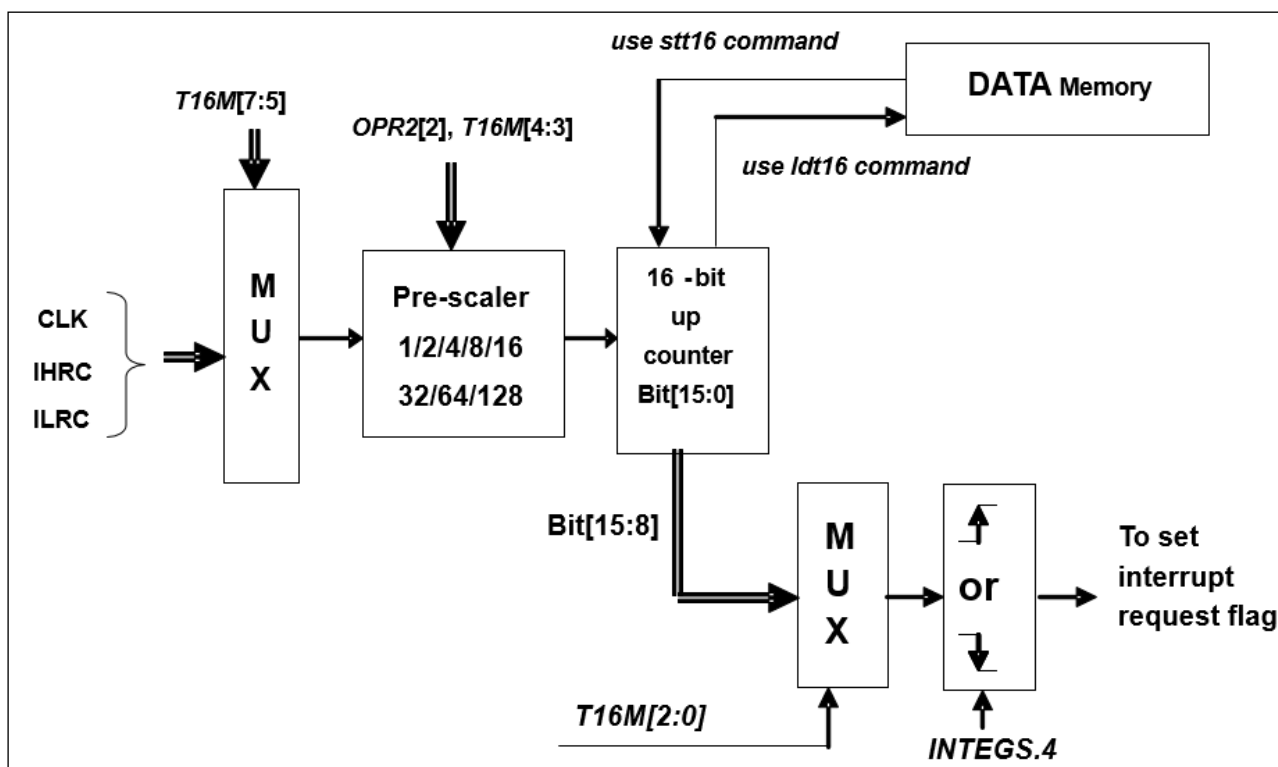 use stt16 command
DATA Memory
T16M[7:5]
OPR2[2], T16M[4:3]
use ldt16 command
CLK
IHRC
ILRC
M
U
X
Pre-scaler
1/2/4/8/16
32/64/128
16 -bit
up
counter
Bit[15:0]
Bit[15:8]
M
U
X
or
To set
interrupt
request flag
T16M[2:0]
INTEGS.4